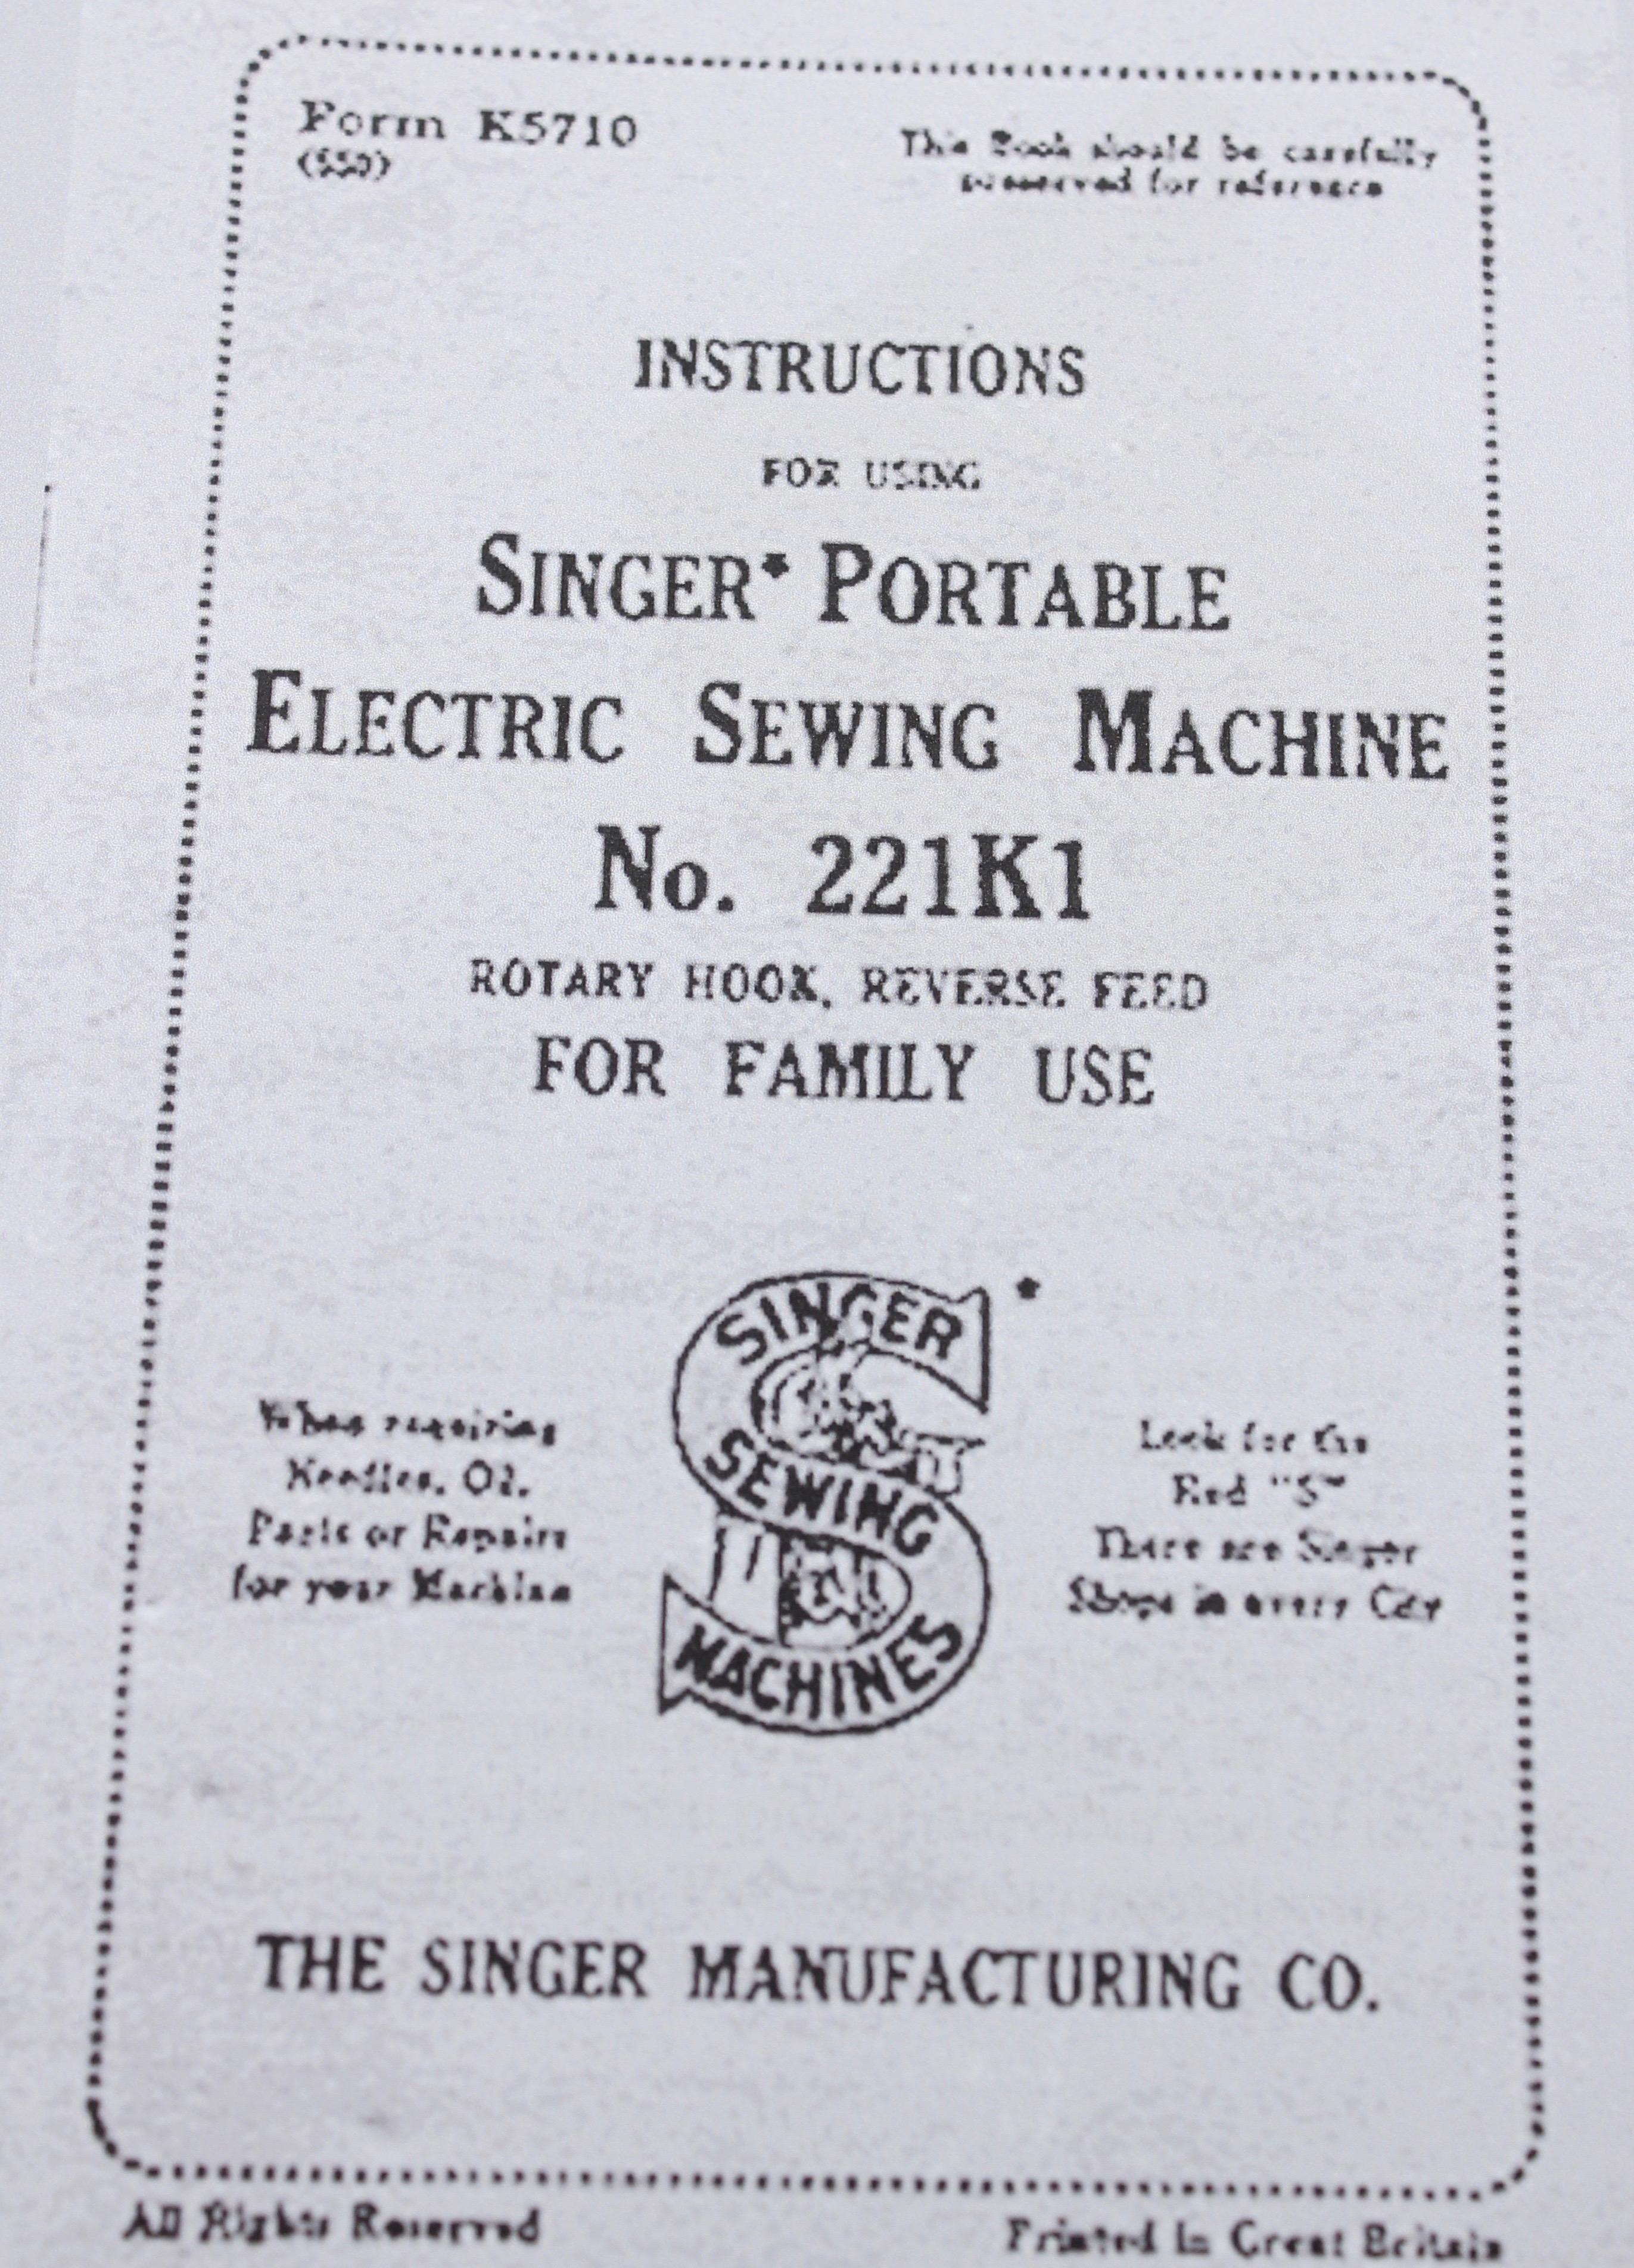 Form K5710
(550)
This Book should be carefully
preserved for reference
INSTRUCTIONS
FOR USING
SINGER* PORTABLE
ELECTRIC SEWING MACHINE
No. 221K1
ROTARY HOOK, REVERSE FEED
FOR FAMILY USE
SINGER *
SEWING
MACHINES
When requiring
Needles, Oil,
Parts or Repairs
for your Machine
Look for the
Red "S"
There are Singer
Shops in every City
THE SINGER MANUFACTURING CO.
All Rights Reserved
Printed in Great Britain